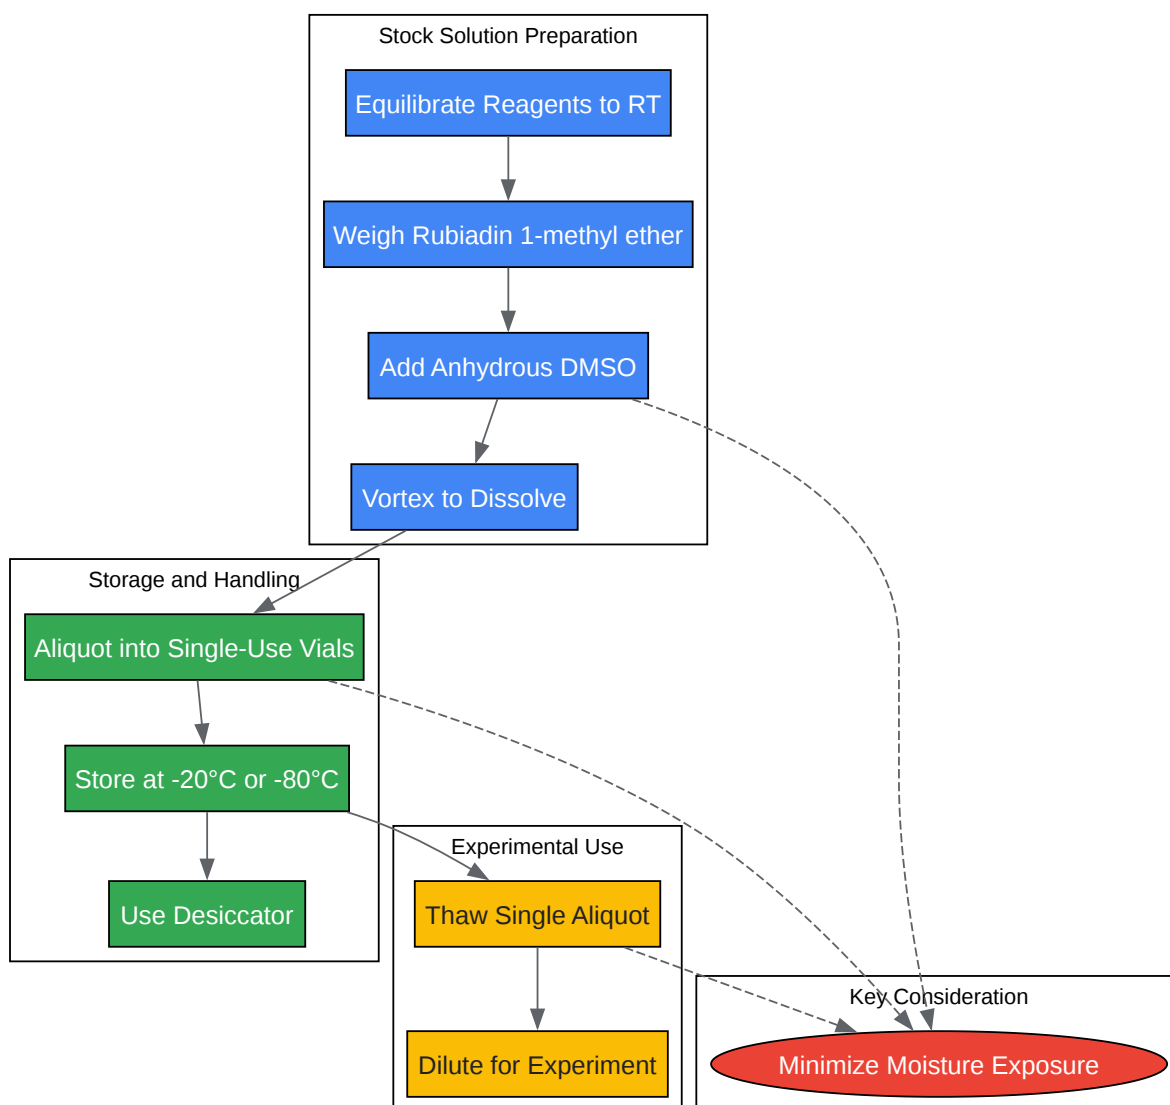 Stock Solution Preparation
Equilibrate Reagents to RT
Weigh Rubiadin 1-methyl ether
Add Anhydrous DMSO
Vortex to Dissolve
Storage and Handling
Aliquot into Single-Use Vials
Store at -20°C or -80°C
Use Desiccator
Experimental Use
Thaw Single Aliquot
Dilute for Experiment
Key Consideration
Minimize Moisture Exposure